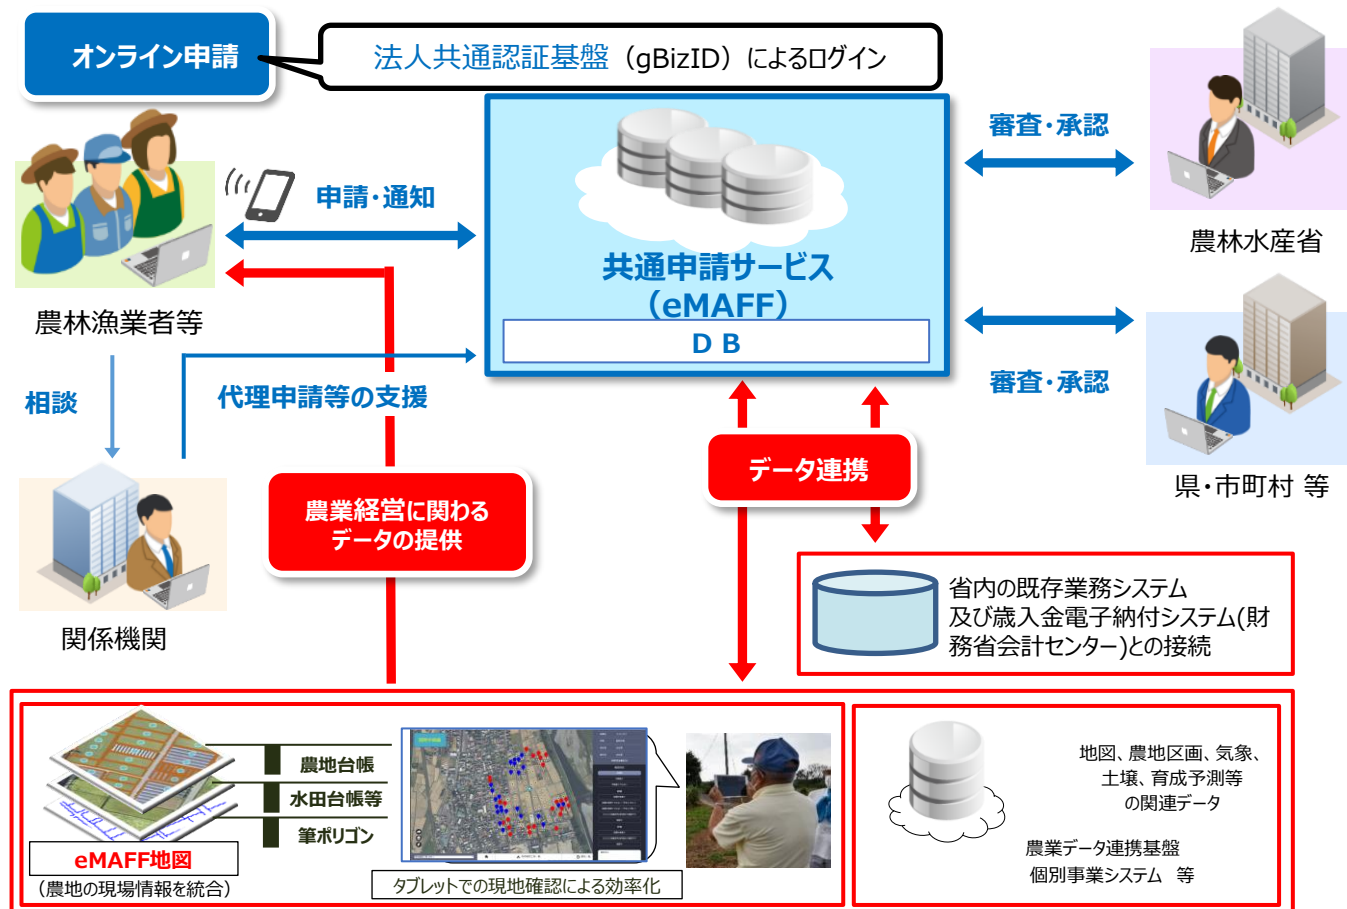 オンライン申請
法人共通認証基盤（gBizID）によるログイン
審査・承認
農林水産省
申請・通知
共通申請サービス
（eMAFF）
ＤＢ
農林漁業者等
審査・承認
県・市町村 等
相談
代理申請等の支援
データ連携
農業経営に関わる
データの提供
関係機関
省内の既存業務システム
及び歳入金電子納付システム(財
務省会計センター)との接続
農地台帳
水田台帳等
筆ポリゴン
eMAFF地図
（農地の現場情報を統合）
タブレットでの現地確認による効率化
地図、農地区画、気象、
土壌、育成予測等
の関連データ
農業データ連携基盤
個別事業システム　等